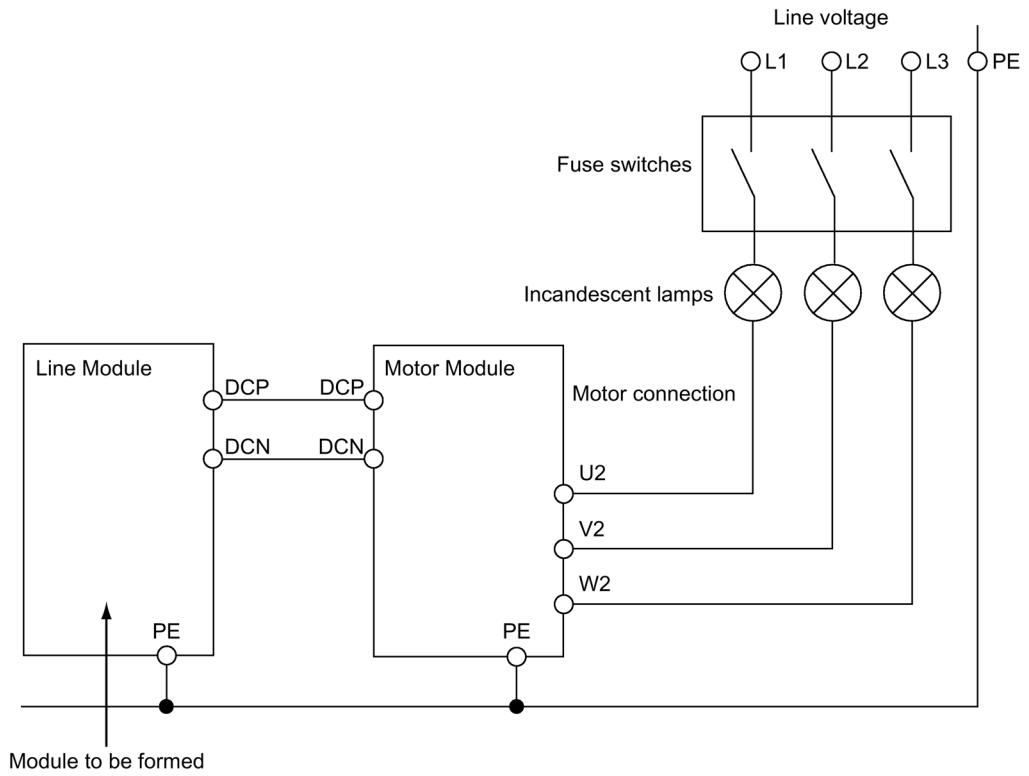 Line voltage
L1
L2
L3
PE
Fuse switches
Incandescent lamps
Line Module
DCP
DCP
Motor Module
Motor connection
DCN
DCN
U2
V2
W2
PE
PE
Module to be formed